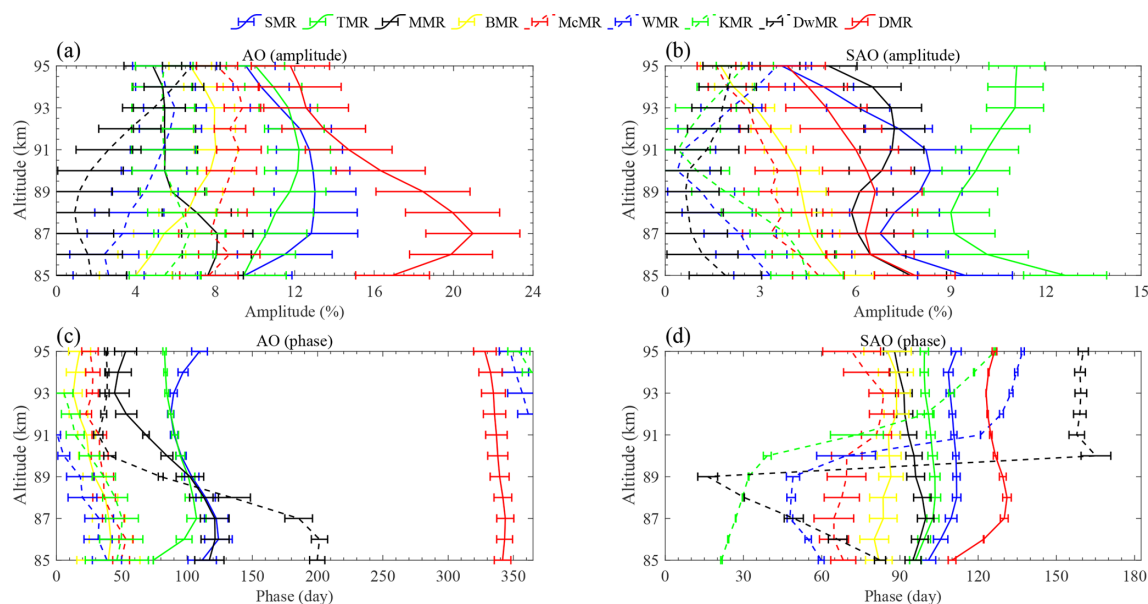 SMR TMR MMR BMR McMR WMR KMR DwMR DMR
(a) AO (amplitude)
95
93
91
89
87
85
Altitude (km)
0 4 8 12 16 20 24
Amplitude (%)
(b) SAO (amplitude)
95
93
91
89
87
85
Altitude (km)
0 3 6 9 12 15
Amplitude (%)
(c) AO (phase)
95
93
91
89
87
85
Altitude (km)
0 50 100 150 200 250 300 350
Phase (day)
(d) SAO (phase)
95
93
91
89
87
85
Altitude (km)
0 30 60 90 120 150 180
Phase (day)